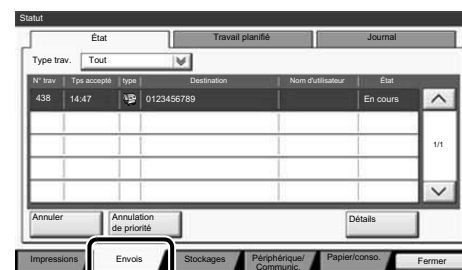 Statut
État Travail planifié Journal
Type trav. Tout
N° trav Tps accepté type Destination Nom d'utilisateur État
438 14:47 0123456789 En cours
1/1
Annuler Annulation de priorité Détails
Impressions Envois Stockages Périphérique/ Communic. Papier/conso. Fermer